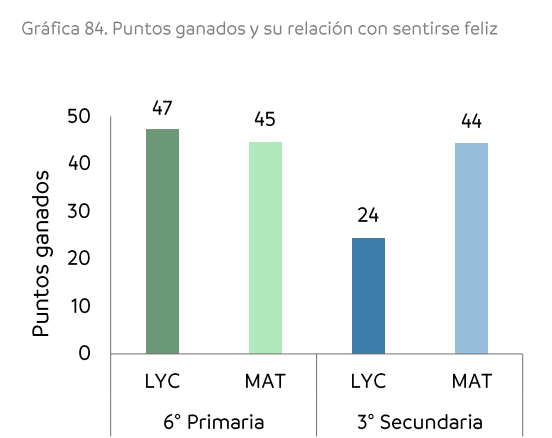 Gráfica 84. Puntos ganados y su relación con sentirse feliz
Puntos ganados
50
40
30
20
10
0
47
45
24
44
LYC
MAT
LYC
MAT
6° Primaria
3° Secundaria